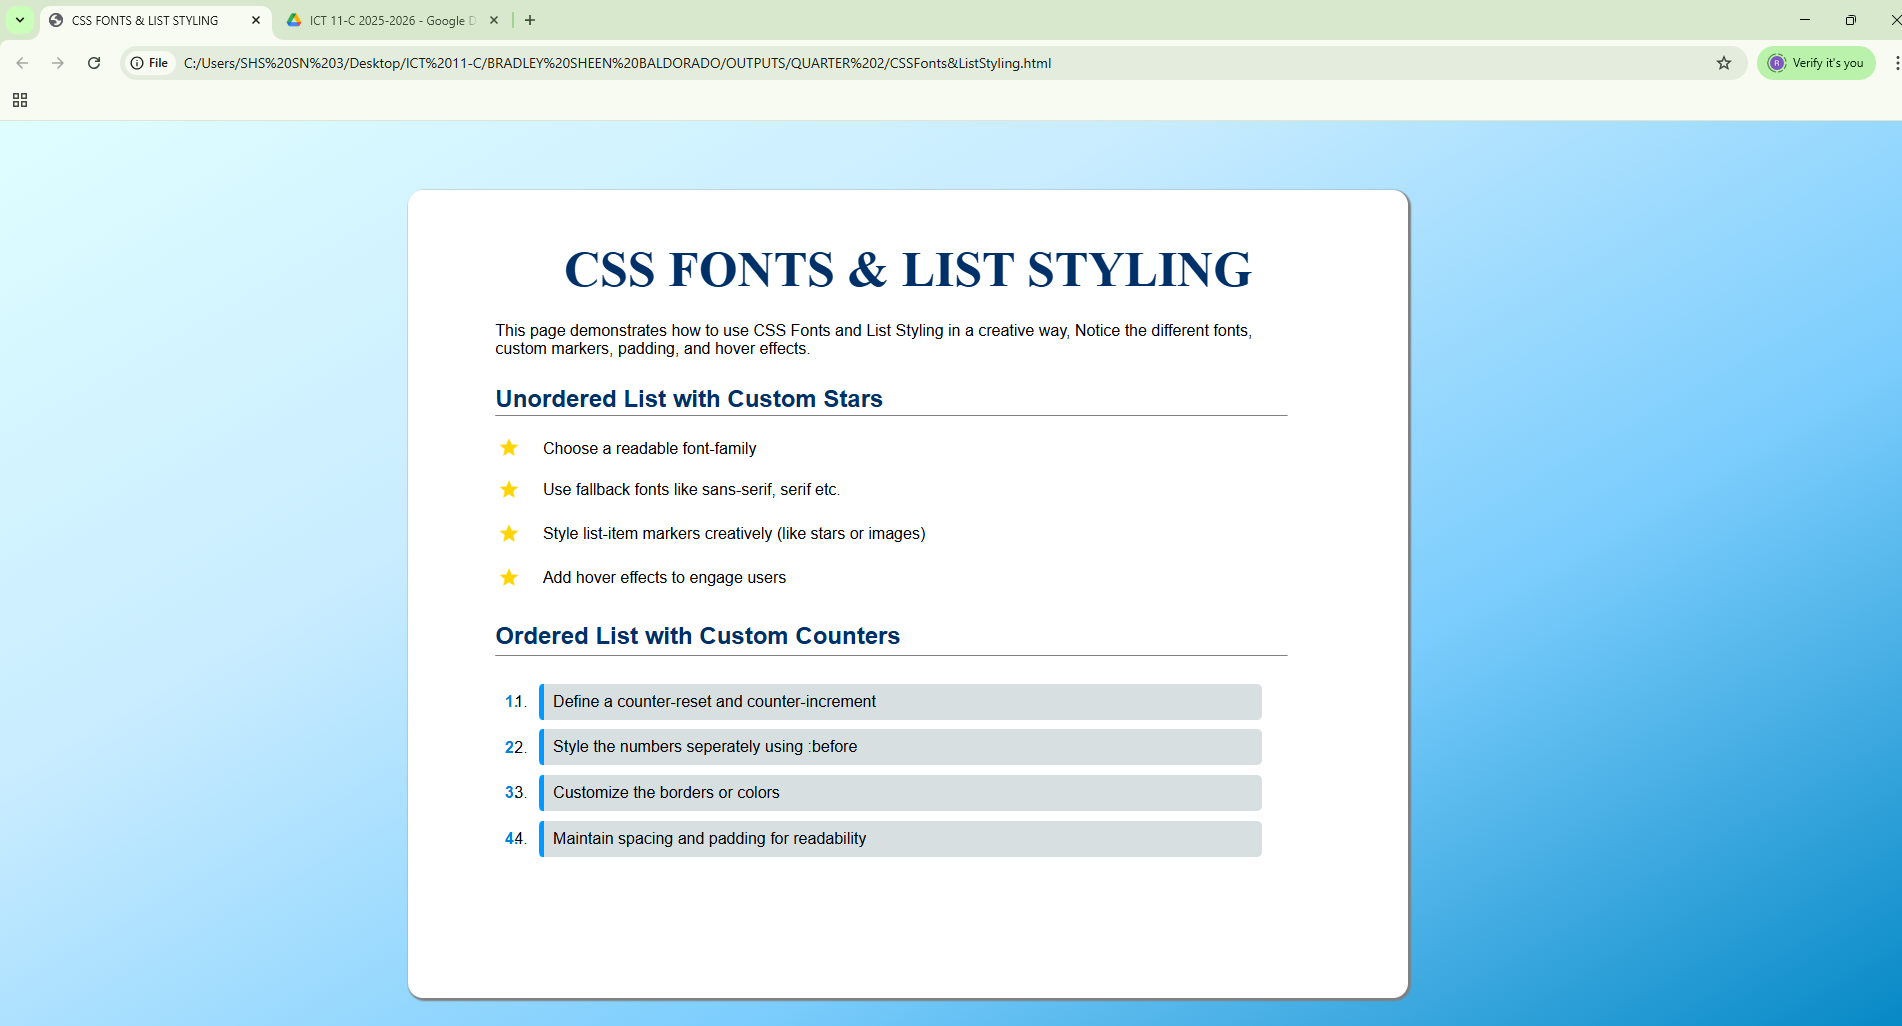 CSS FONTS & LIST STYLING
ICT 11-C 2025-2026 - Google D
File
C:/Users/SHS%20SN%203/Desktop/ICT%2011-C/BRADLEY%20SHEEN%20BALDORADO/OUTPUTS/QUARTER%202/CSSFonts&ListStyling.html
R
Verify it's you
CSS FONTS & LIST STYLING
This page demonstrates how to use CSS Fonts and List Styling in a creative way, Notice the different fonts,
custom markers, padding, and hover effects.
Unordered List with Custom Stars
Choose a readable font-family
Use fallback fonts like sans-serif, serif etc.
Style list-item markers creatively (like stars or images)
Add hover effects to engage users
Ordered List with Custom Counters
11. Define a counter-reset and counter-increment
22. Style the numbers seperately using :before
33. Customize the borders or colors
44. Maintain spacing and padding for readability